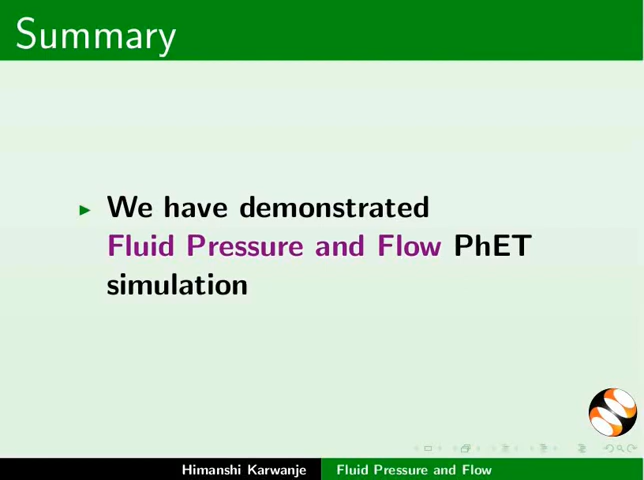 Summary
We have demonstrated
Fluid Pressure and Flow PhET
simulation
Himanshi Karwanje Fluid Pressure and Flow